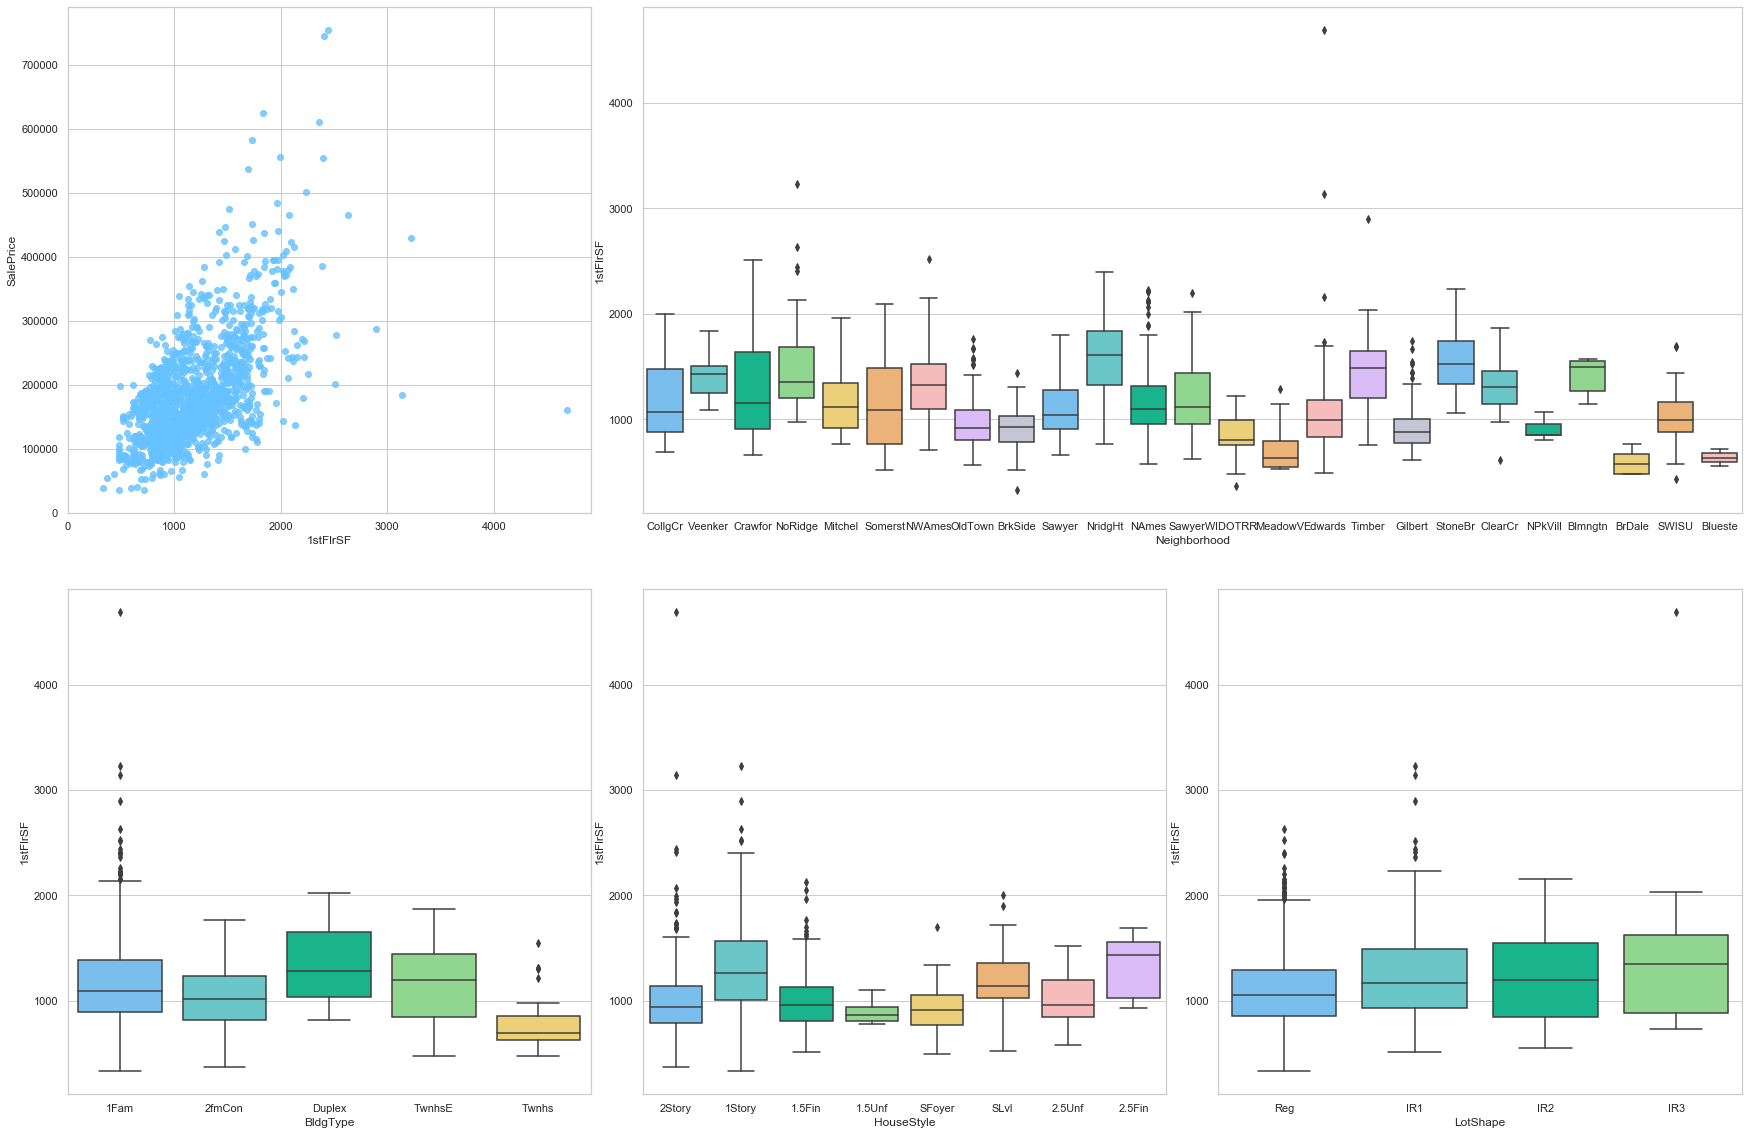 700000
600000
500000
400000
300000
200000
100000
0
SalePrice
0 1000 2000 3000 4000
1stFlrSF
4000
3000
2000
1000
1stFlrSF
CollgCr Veenker Crawfor NoRidge Mitchel Somerst NWAmes OldTown BrkSide Sawyer NridgHt NAmes SawyerW IDOTRR MeadowV Edwards Timber Gilbert StoneBr ClearCr NPkVill Blmngtn BrDale SWISU Blueste
Neighborhood
4000
3000
2000
1000
1stFlrSF
1Fam 2fmCon Duplex TwnhsE Twnhs
BldgType
4000
3000
2000
1000
1stFlrSF
2Story 1Story 1.5Fin 1.5Unf SFoyer SLvl 2.5Unf 2.5Fin
HouseStyle
4000
3000
2000
1000
1stFlrSF
Reg IR1 IR2 IR3
LotShape